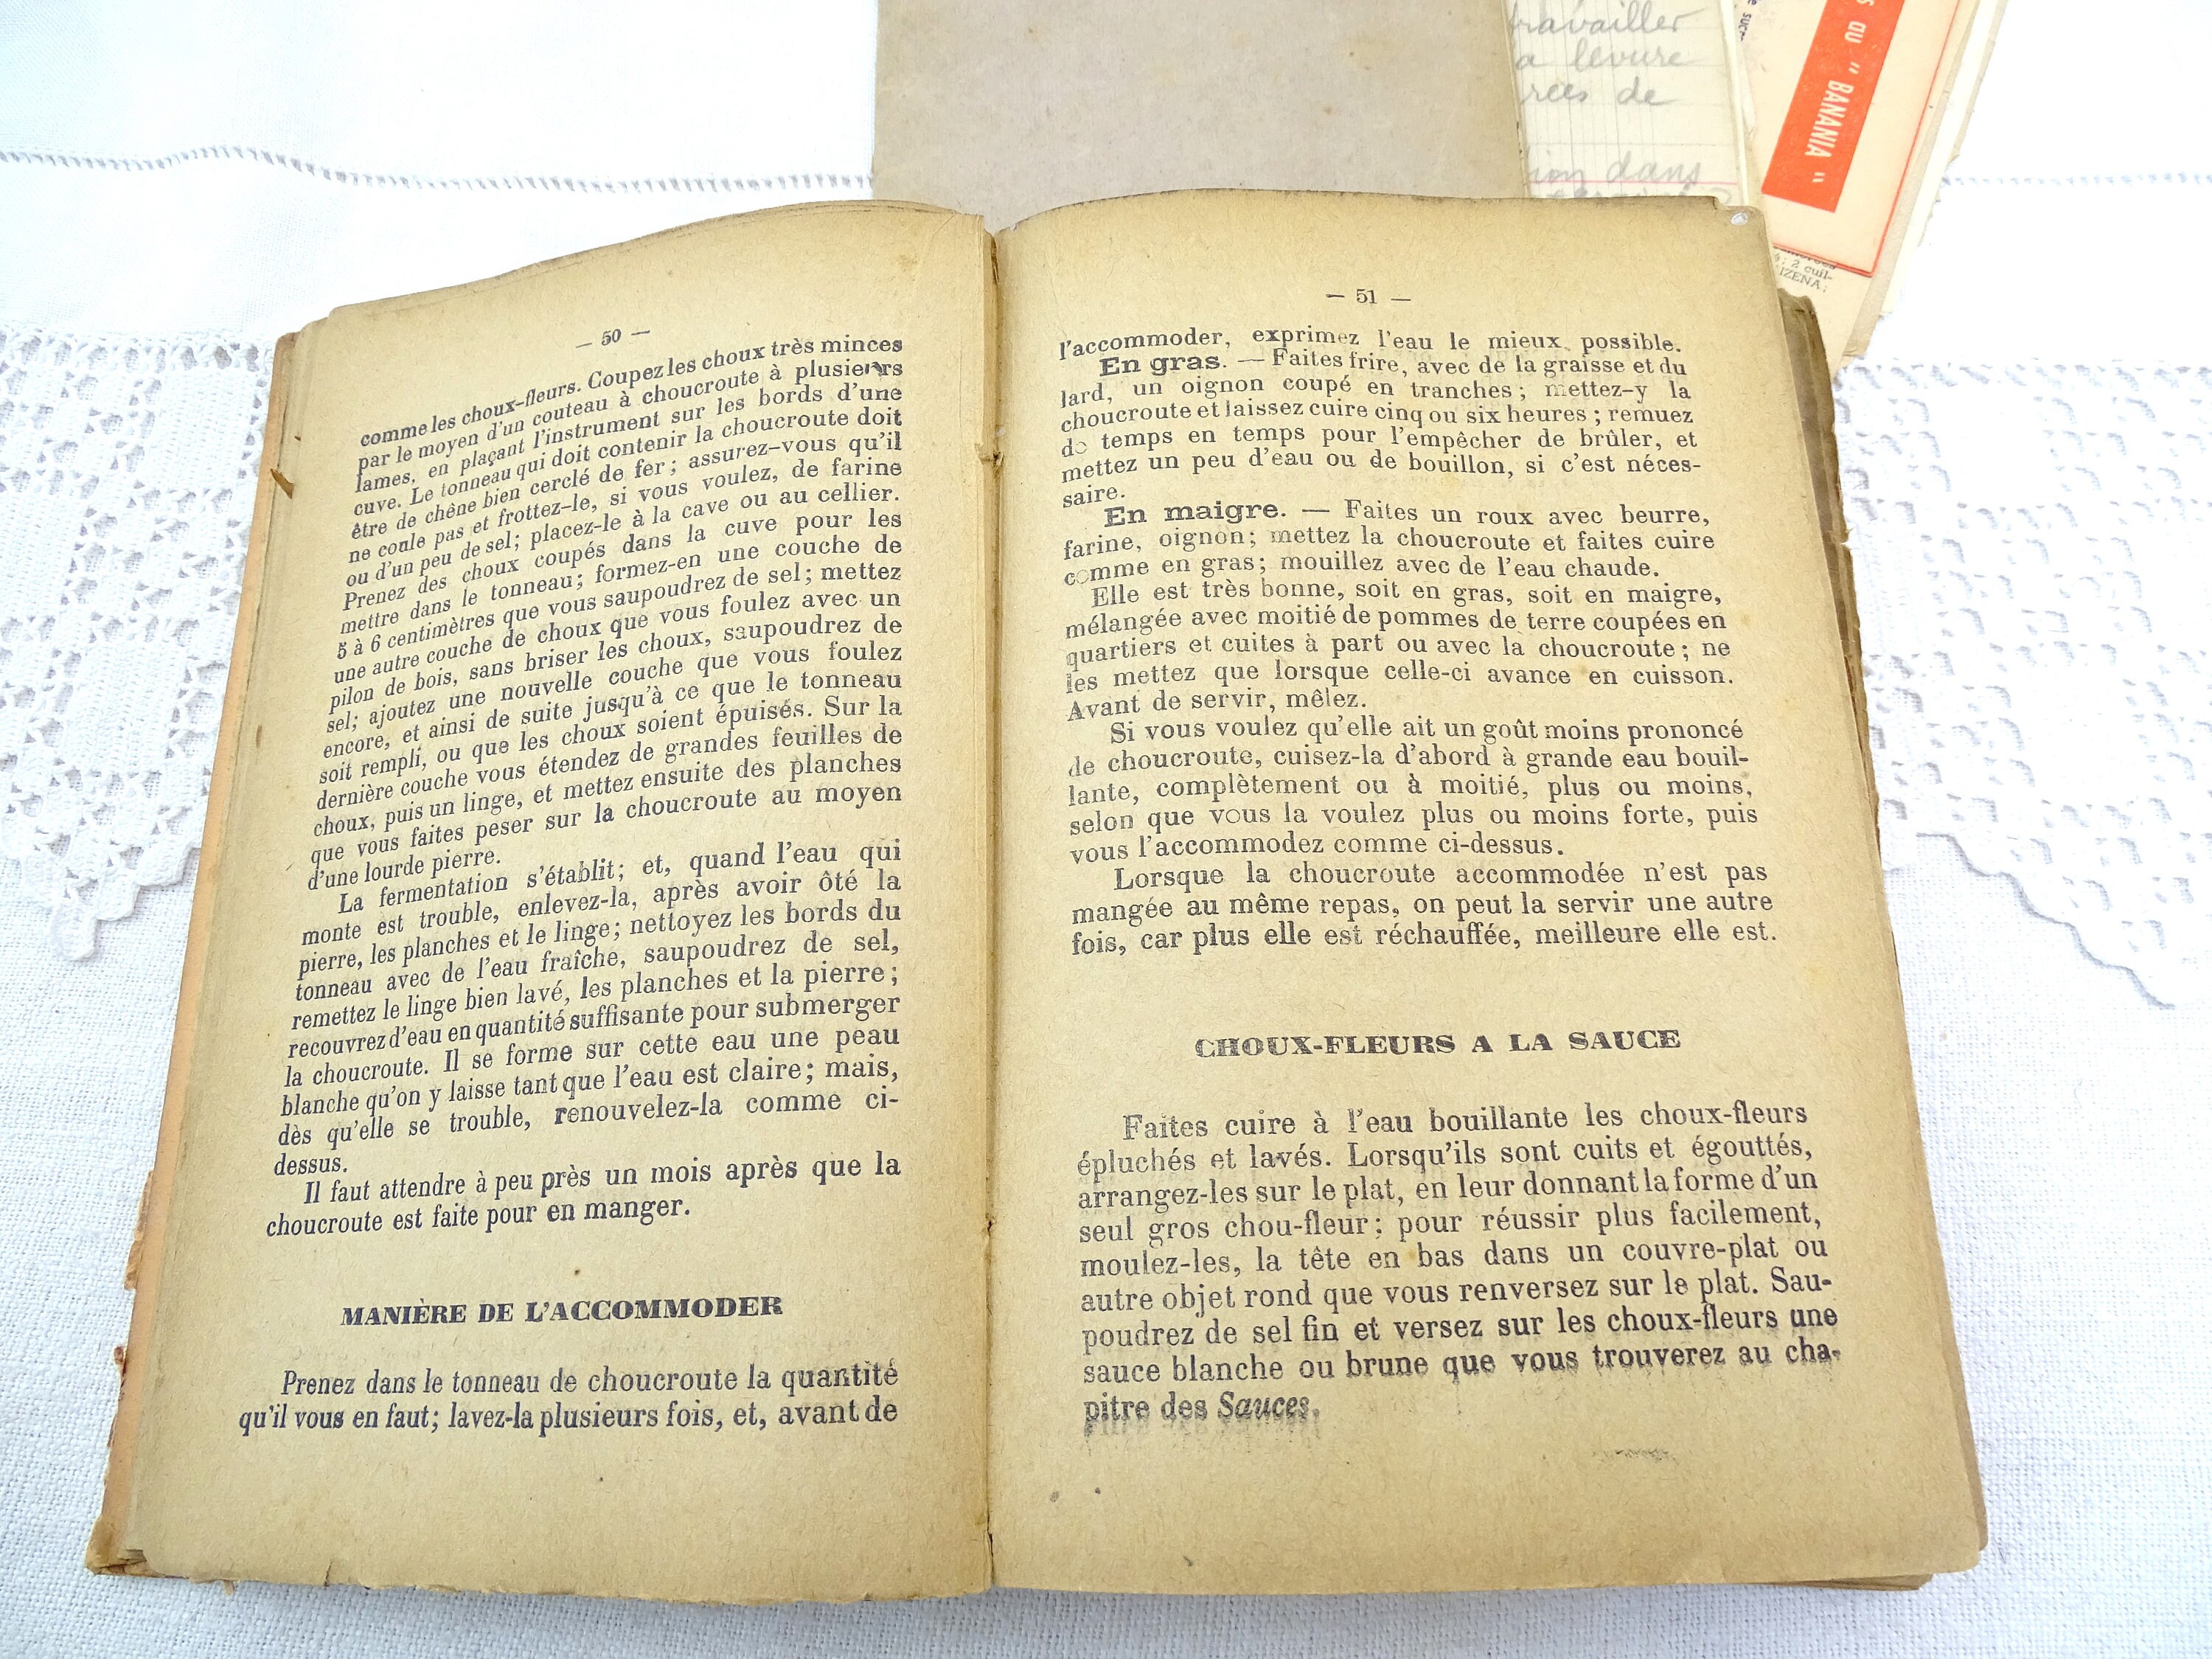 — 50 —
comme les choux-fleurs. Coupez les choux très minces
par le moyen d'un couteau à choucroute à plusieurs
lames, en plaçant l'instrument sur les bords d'une
cuve. Le tonneau qui doit contenir la choucroute doit
être de chêne bien cerclé de fer; assurez-vous qu'il
ne coule pas et frottez-le, si vous voulez, de farine
ou d'un peu de sel; placez-le à la cave ou au cellier.
Prenez des choux coupés dans la cuve pour les
mettre dans le tonneau; formez-en une couche de
5 à 6 centimètres que vous saupoudrez de sel; mettez
une autre couche de choux que vous foulez avec un
pilon de bois, sans briser les choux, saupoudrez de
sel; ajoutez une nouvelle couche que vous foulez
encore, et ainsi de suite jusqu'à ce que le tonneau
soit rempli, ou que les choux soient épuisés. Sur la
dernière couche vous étendez de grandes feuilles de
choux, puis un linge, et mettez ensuite des planches
que vous faites peser sur la choucroute au moyen
d'une lourde pierre.
La fermentation s'établit; et, quand l'eau qui
monte est trouble, enlevez-la, après avoir ôté la
pierre, les planches et le linge; nettoyez les bords du
tonneau avec de l'eau fraîche, saupoudrez de sel,
remettez le linge bien lavé, les planches et la pierre;
recouvrez d'eau en quantité suffisante pour submerger
la choucroute. Il se forme sur cette eau une peau
blanche qu'on y laisse tant que l'eau est claire; mais,
dès qu'elle se trouble, renouvelez-la comme ci-
dessus.
Il faut attendre à peu près un mois après que la
choucroute est faite pour en manger.
MANIÈRE DE L'ACCOMMODER
Prenez dans le tonneau de choucroute la quantité
qu'il vous en faut; lavez-la plusieurs fois, et, avant de
— 51 —
l'accommoder, exprimez l'eau le mieux possible.
En gras. — Faites frire, avec de la graisse et du
lard, un oignon coupé en tranches; mettez-y la
choucroute et laissez cuire cinq ou six heures; remuez
de temps en temps pour l'empêcher de brûler, et
mettez un peu d'eau ou de bouillon, si c'est néces-
saire.
En maigre. — Faites un roux avec beurre,
farine, oignon; mettez la choucroute et faites cuire
comme en gras; mouillez avec de l'eau chaude.
Elle est très bonne, soit en gras, soit en maigre,
mélangée avec moitié de pommes de terre coupées en
quartiers et cuites à part ou avec la choucroute; ne
les mettez que lorsque celle-ci avance en cuisson.
Avant de servir, mêlez.
Si vous voulez qu'elle ait un goût moins prononcé
de choucroute, cuisez-la d'abord à grande eau bouil-
lante, complètement ou à moitié, plus ou moins,
selon que vous la voulez plus ou moins forte, puis
vous l'accommodez comme ci-dessus.
Lorsque la choucroute accommodée n'est pas
mangée au même repas, on peut la servir une autre
fois, car plus elle est réchauffée, meilleure elle est.
CHOUX-FLEURS A LA SAUCE
Faites cuire à l'eau bouillante les choux-fleurs
épluchés et lavés. Lorsqu'ils sont cuits et égouttés,
arrangez-les sur le plat, en leur donnant la forme d'un
seul gros chou-fleur; pour réussir plus facilement,
moulez-les, la tête en bas dans un couvre-plat ou
autre objet rond que vous renversez sur le plat. Sau-
poudrez de sel fin et versez sur les choux-fleurs une
sauce blanche ou brune que vous trouverez au cha-
pitre des Sauces.
travailler
a levure
de
dans
au "BANANIA"
2 cuil-